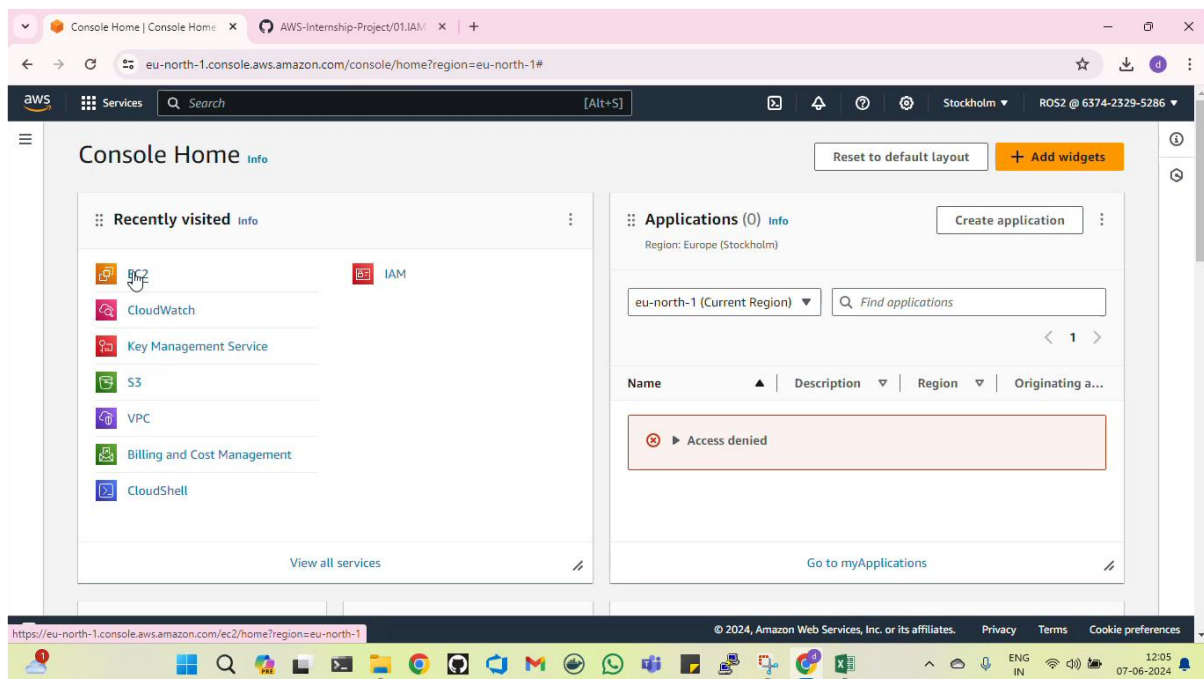 Console Home | Console Home
AWS-Internship-Project/01.IAM
eu-north-1.console.aws.amazon.com/console/home?region=eu-north-1#
d
aws
Services
Search
[Alt+S]
Stockholm
ROS2 @ 6374-2329-5286
Console Home Info
Reset to default layout
+ Add widgets
Recently visited Info
EC2
IAM
CloudWatch
Key Management Service
S3
VPC
Billing and Cost Management
CloudShell
View all services
Applications (0) Info
Create application
Region: Europe (Stockholm)
eu-north-1 (Current Region)
Find applications
1
Name
Description
Region
Originating a...
Access denied
Go to myApplications
https://eu-north-1.console.aws.amazon.com/ec2/home?region=eu-north-1
© 2024, Amazon Web Services, Inc. or its affiliates.
Privacy
Terms
Cookie preferences
1
PRE
ENG
IN
12:05
07-06-2024